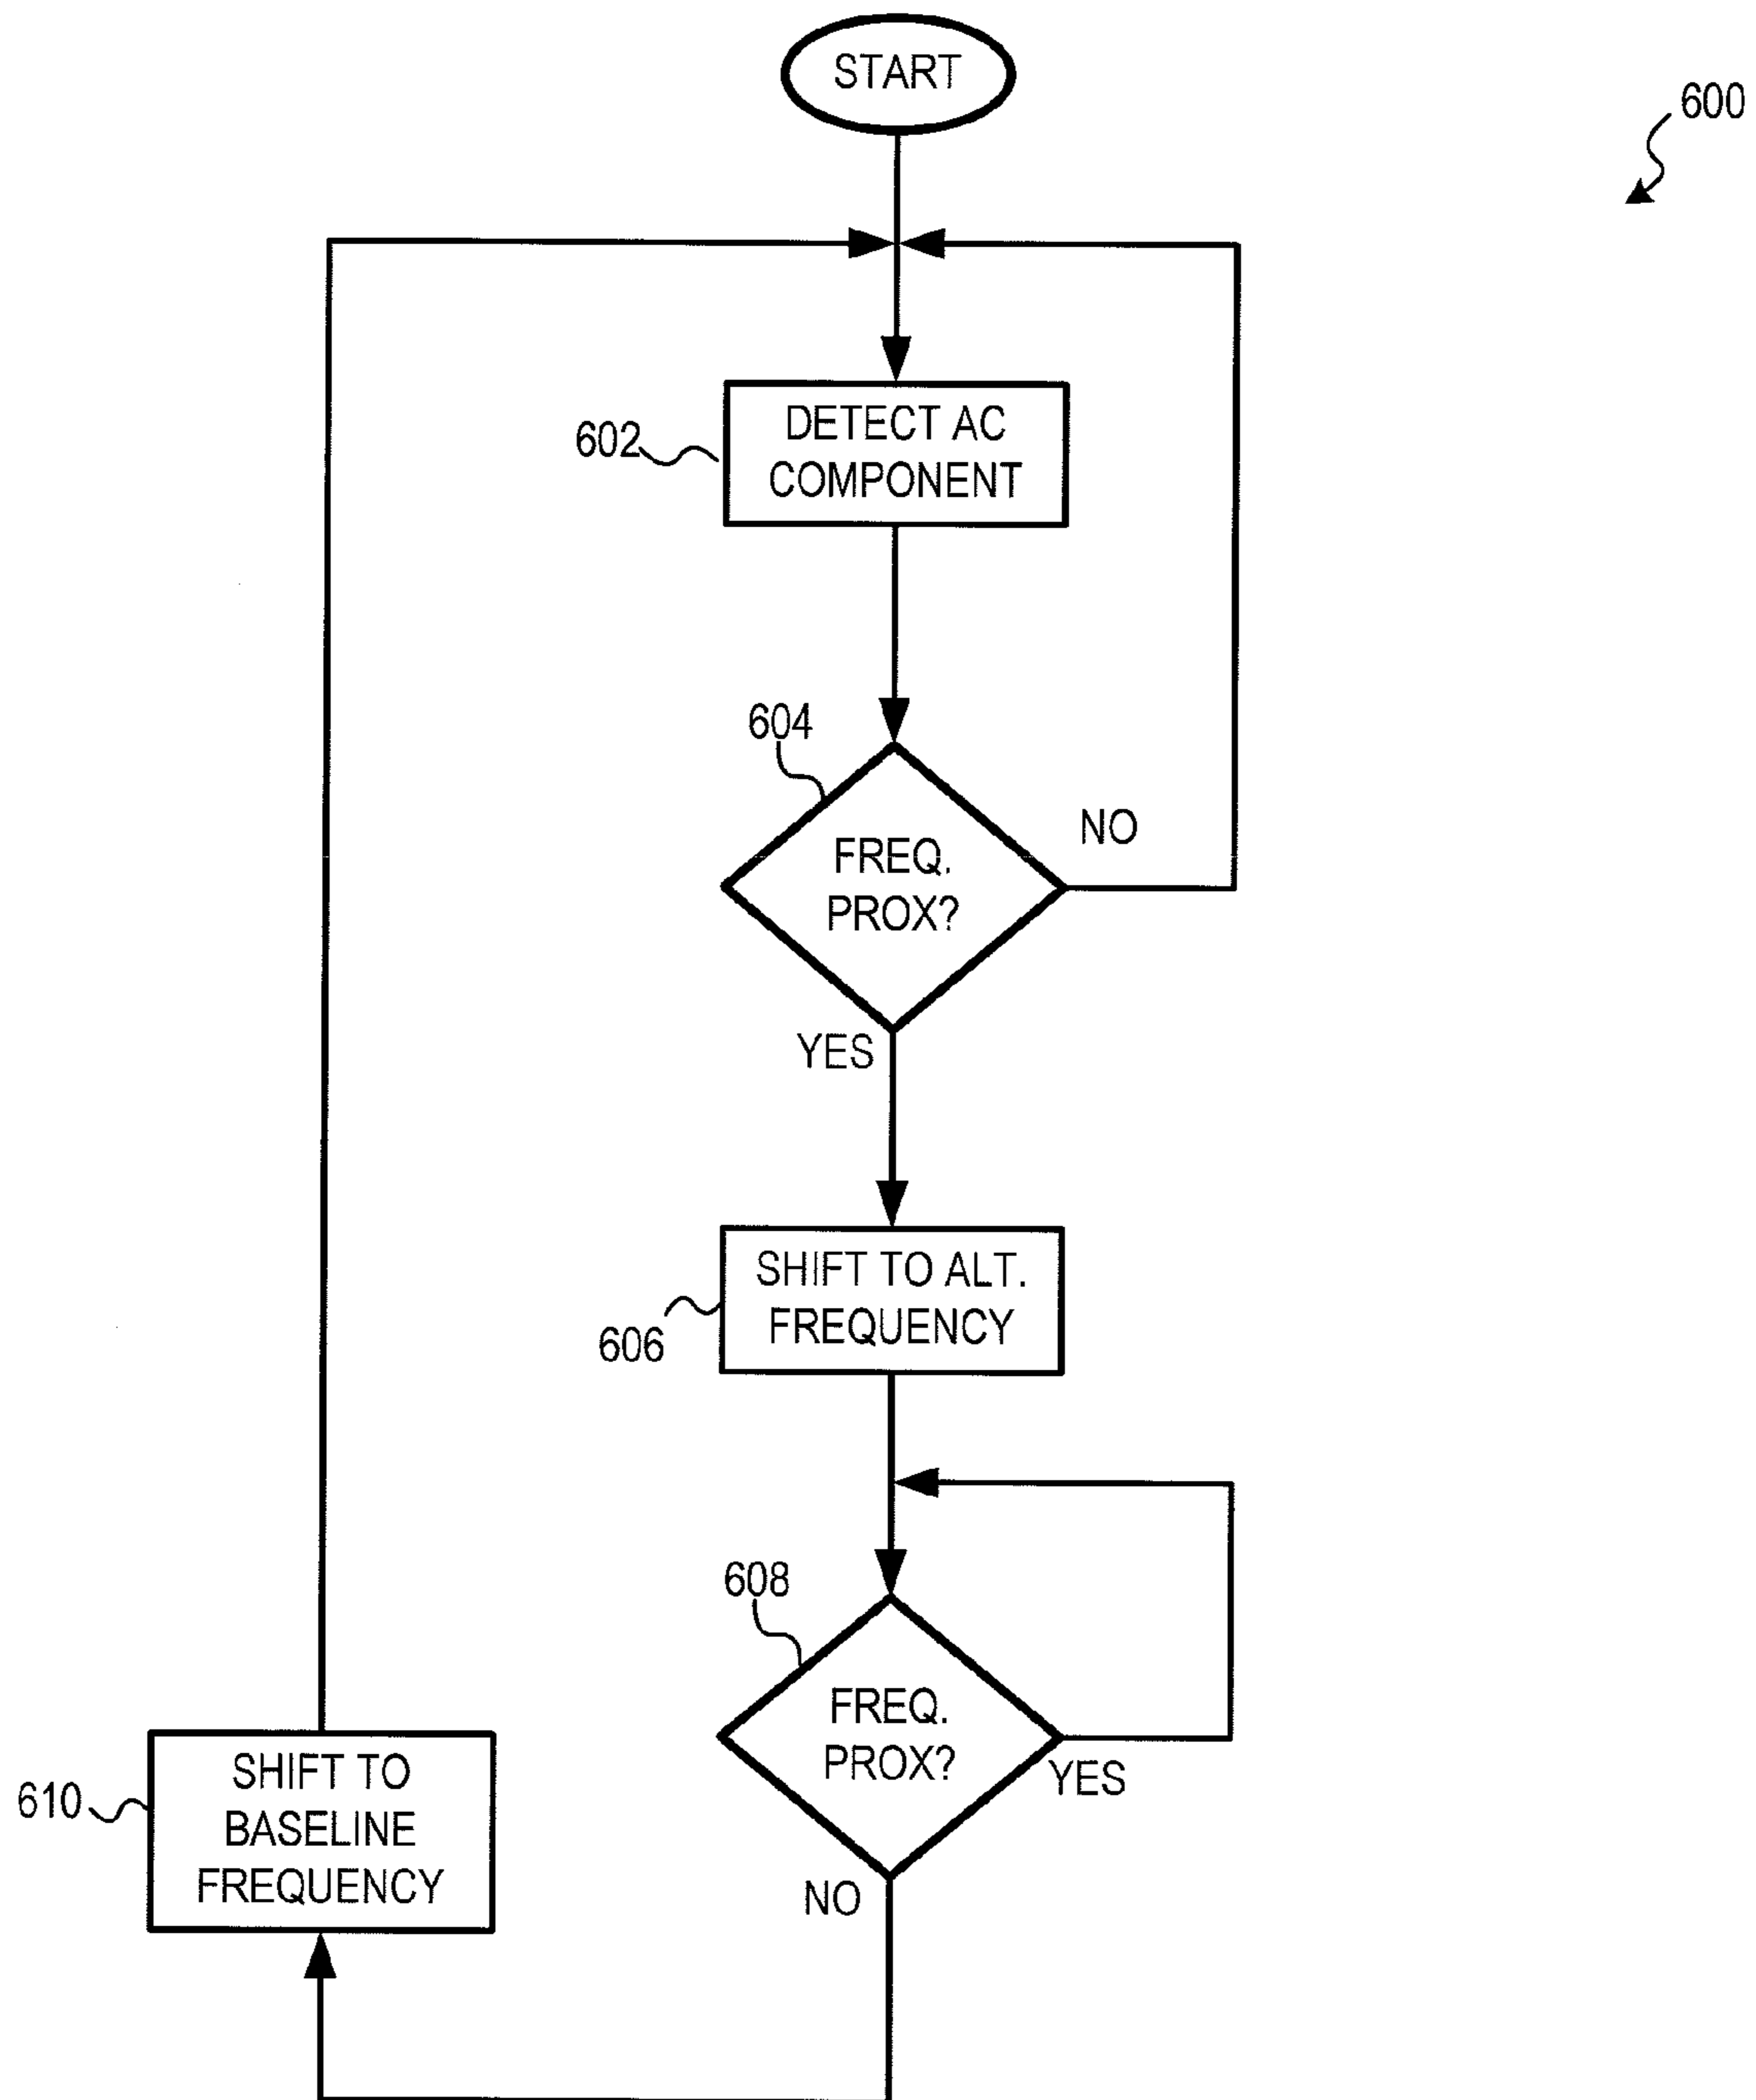 START
600
DETECT AC
COMPONENT
602
604
FREQ.
PROX?
NO
YES
SHIFT TO ALT.
FREQUENCY
606
608
FREQ.
PROX?
YES
NO
SHIFT TO
BASELINE
FREQUENCY
610